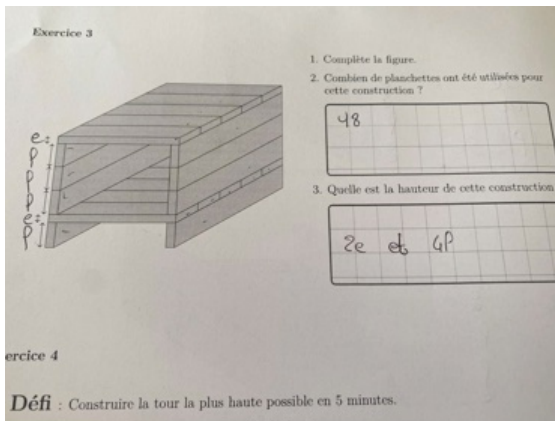 Exercice 3
1. Complète la figure.
2. Combien de planchettes ont été utilisées pour
cette construction ?
48
3. Quelle est la hauteur de cette construction
2e et 4P
e
P
P
P
e
P
ercice 4
Défi : Construire la tour la plus haute possible en 5 minutes.